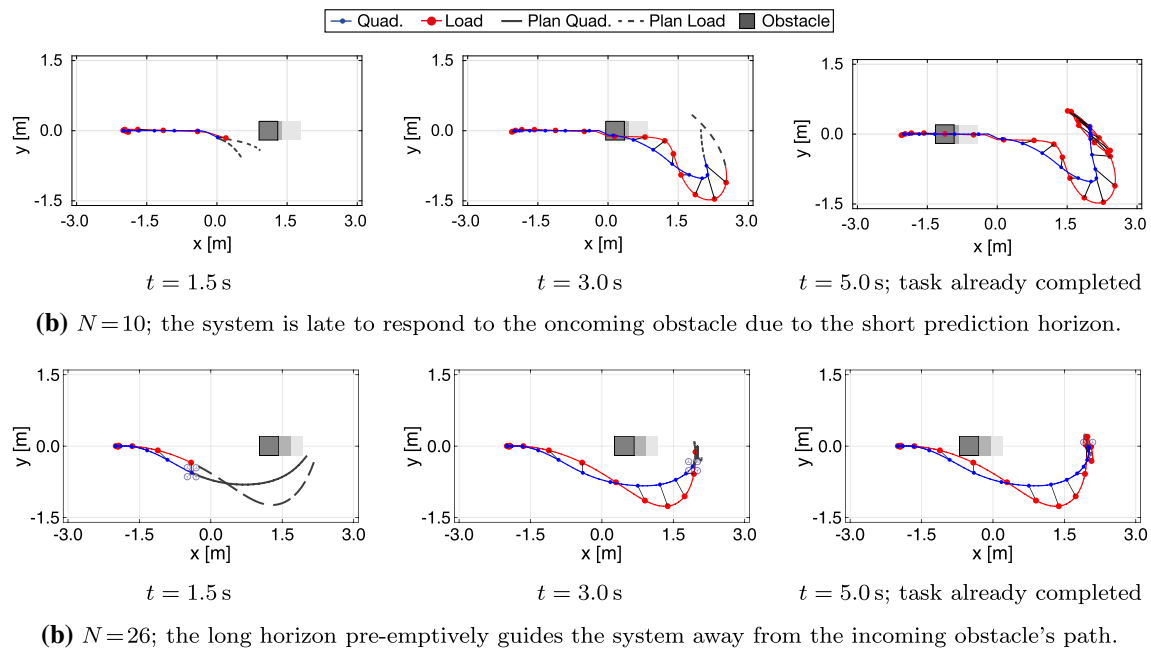 Quad. Load Plan Quad. Plan Load Obstacle
1.5 1.5 1.5
y [m] 0.0 y [m] 0.0 y [m] 0.0
-1.5 -1.5 -1.5
-3.0 -1.5 0.0 1.5 3.0 -3.0 -1.5 0.0 1.5 3.0 -3.0 -1.5 0.0 1.5 3.0
x [m] x [m] x [m]
t = 1.5 s t = 3.0 s t = 5.0 s; task already completed
(b) N = 10; the system is late to respond to the oncoming obstacle due to the short prediction horizon.
1.5 1.5 1.5
y [m] 0.0 y [m] 0.0 y [m] 0.0
-1.5 -1.5 -1.5
-3.0 -1.5 0.0 1.5 3.0 -3.0 -1.5 0.0 1.5 3.0 -3.0 -1.5 0.0 1.5 3.0
x [m] x [m] x [m]
t = 1.5 s t = 3.0 s t = 5.0 s; task already completed
(b) N = 26; the long horizon pre-emptively guides the system away from the incoming obstacle's path.